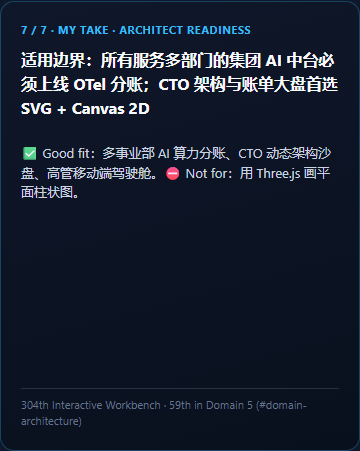 7 / 7 · MY TAKE · ARCHITECT READINESS
适用边界：所有服务多部门的集团 AI 中台必
须上线 OTel 分账；CTO 架构与账单大盘首选
SVG + Canvas 2D
✅ Good fit：多事业部 AI 算力分账、CTO 动态架构沙
盘、高管移动端驾驶舱。⛔ Not for：用 Three.js 画平
面柱状图。
304th Interactive Workbench · 59th in Domain 5 (#domain-
architecture)